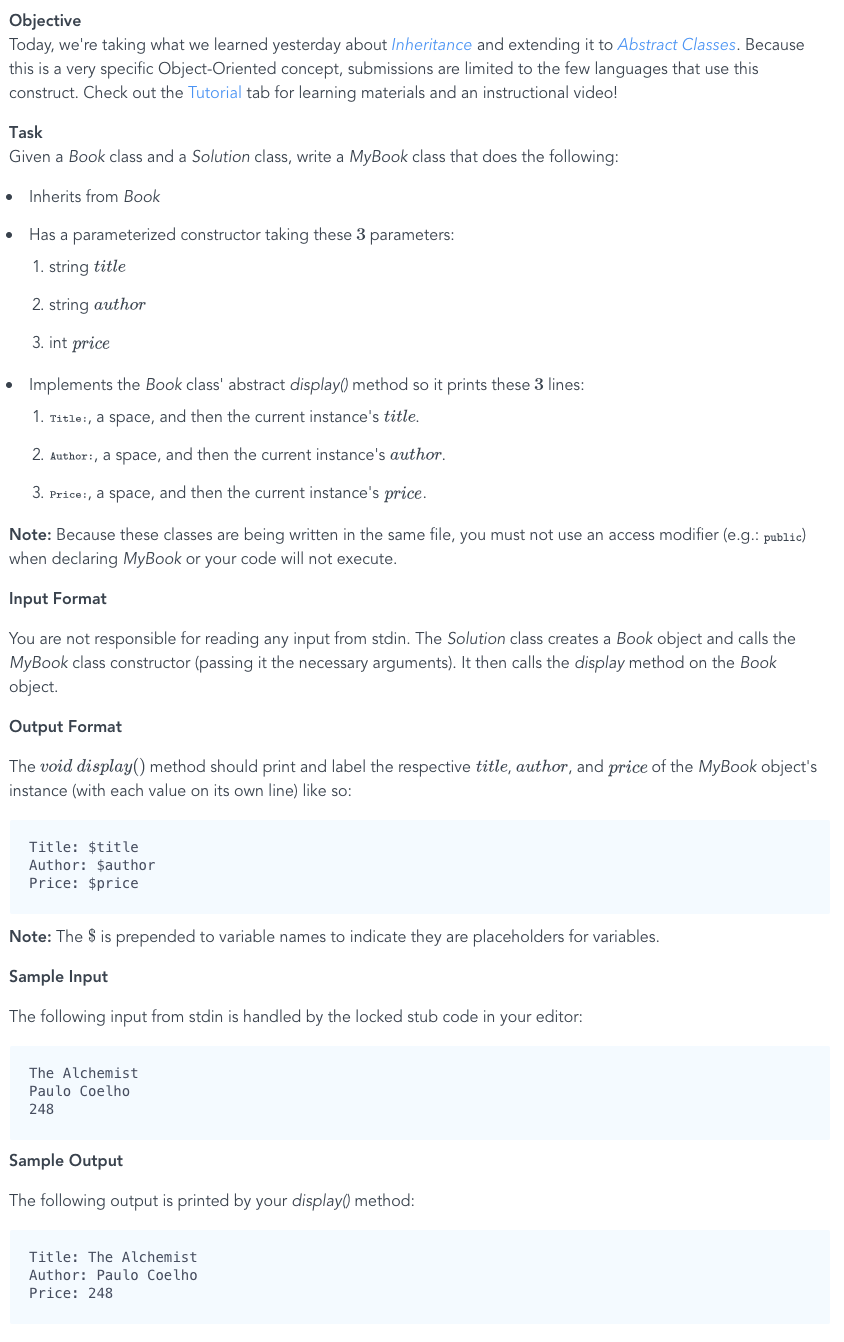 Objective
Today, we're taking what we learned yesterday about Inheritance and extending it to Abstract Classes. Because
this is a very specific Object-Oriented concept, submissions are limited to the few languages that use this
construct. Check out the Tutorial tab for learning materials and an instructional video!
Task
Given a Book class and a Solution class, write a MyBook class that does the following:
• Inherits from Book
• Has a parameterized constructor taking these 3 parameters:
1. string title
2. string author
3. int price
• Implements the Book class' abstract display() method so it prints these 3 lines:
1. Title:, a space, and then the current instance's title.
2. Author:, a space, and then the current instance's author.
3. Price:, a space, and then the current instance's price.
Note: Because these classes are being written in the same file, you must not use an access modifier (e.g.: public)
when declaring MyBook or your code will not execute.
Input Format
You are not responsible for reading any input from stdin. The Solution class creates a Book object and calls the
MyBook class constructor (passing it the necessary arguments). It then calls the display method on the Book
object.
Output Format
The void display() method should print and label the respective title, author, and price of the MyBook object's
instance (with each value on its own line) like so:
Title: $title
Author: $author
Price: $price
Note: The $ is prepended to variable names to indicate they are placeholders for variables.
Sample Input
The following input from stdin is handled by the locked stub code in your editor:
The Alchemist
Paulo Coelho
248
Sample Output
The following output is printed by your display() method:
Title: The Alchemist
Author: Paulo Coelho
Price: 248